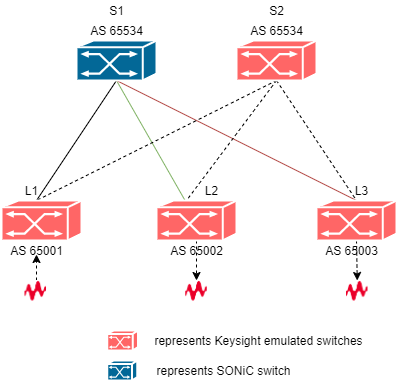 S1
S2
AS 65534
AS 65534
L1
L2
L3
AS 65001
AS 65002
AS 65003
represents Keysight emulated switches
represents SONiC switch